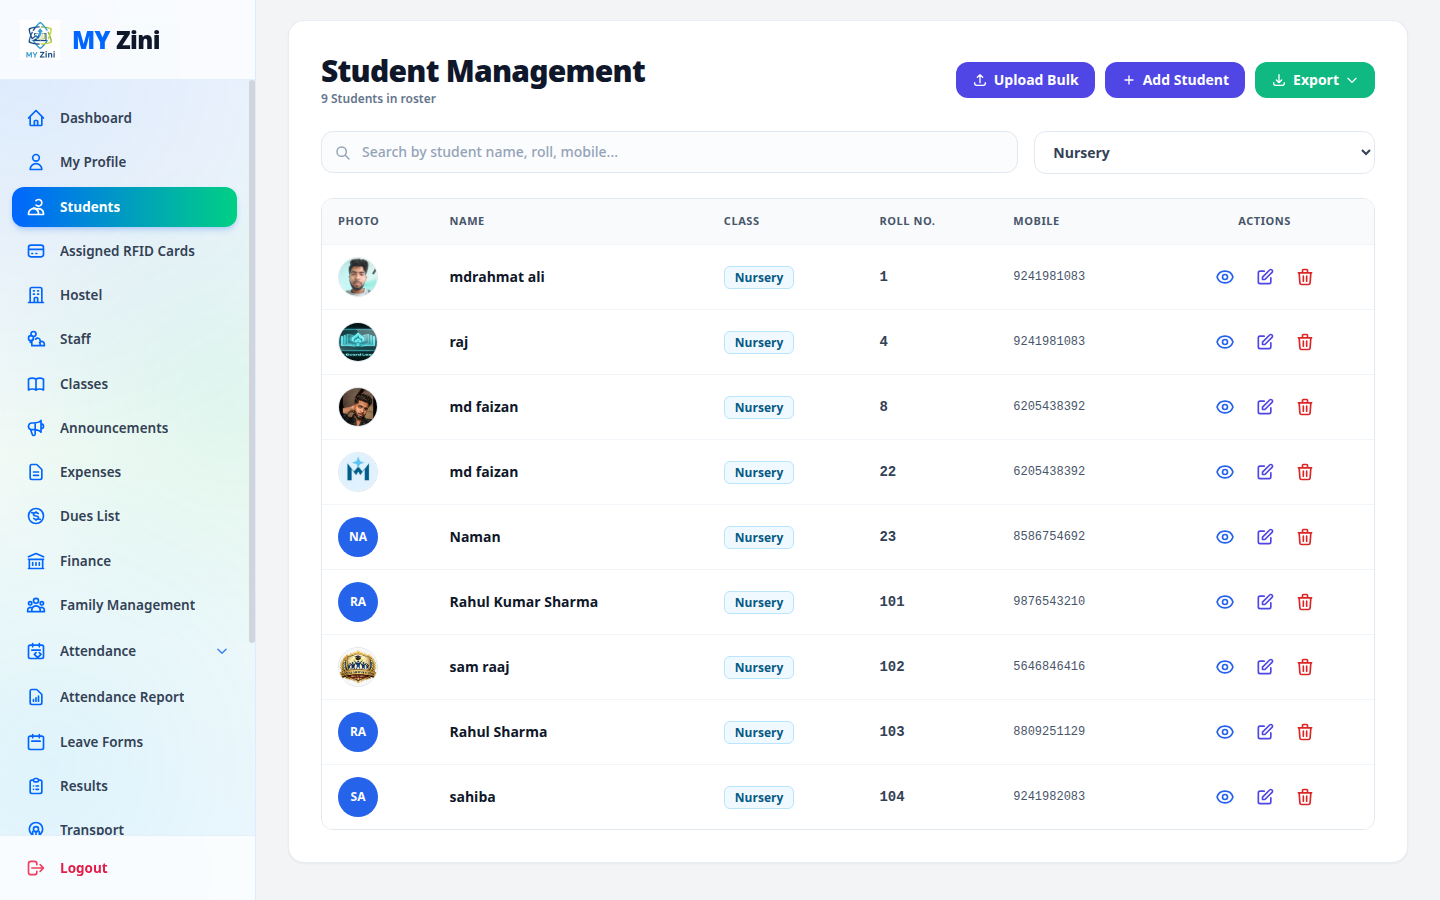 MY Zini
MY Zini
Dashboard
My Profile
Students
Assigned RFID Cards
Hostel
Staff
Classes
Announcements
Expenses
Dues List
Finance
Family Management
Attendance
Attendance Report
Leave Forms
Results
Transport
Logout
Student Management
9 Students in roster
Upload Bulk
Add Student
Export
Search by student name, roll, mobile...
Nursery
PHOTO NAME CLASS ROLL NO. MOBILE ACTIONS
mdrahmat ali Nursery 1 9241981083
raj Nursery 4 9241981083
md faizan Nursery 8 6205438392
md faizan Nursery 22 6205438392
NA Naman Nursery 23 8586754692
RA Rahul Kumar Sharma Nursery 101 9876543210
sam raaj Nursery 102 5646846416
RA Rahul Sharma Nursery 103 8809251129
SA sahiba Nursery 104 9241982083